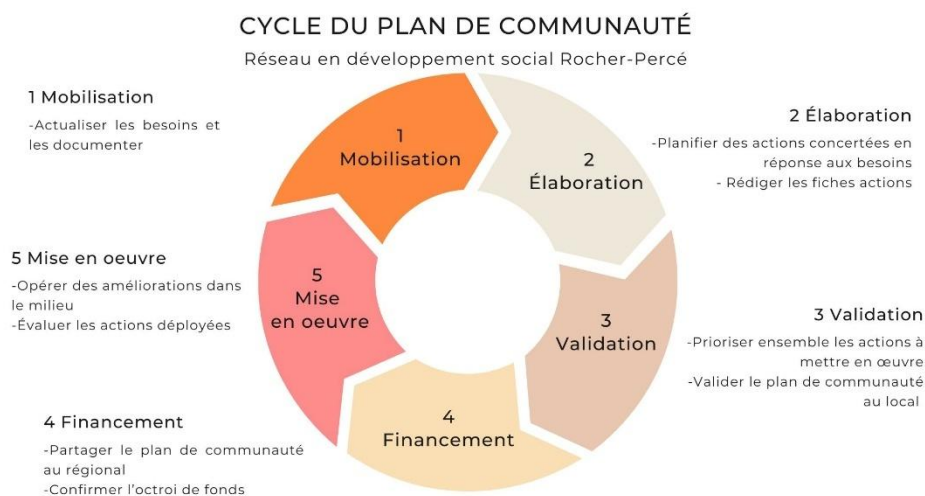 CYCLE DU PLAN DE COMMUNAUTÉ
Réseau en développement social Rocher-Percé
1 Mobilisation
-Actualiser les besoins et
les documenter
1
Mobilisation
2
Élaboration
2 Élaboration
-Planifier des actions concertées en
réponse aux besoins
- Rédiger les fiches actions
5 Mise en oeuvre
-Opérer des améliorations dans
le milieu
-Évaluer les actions déployées
5
Mise
en oeuvre
3
Validation
3 Validation
-Prioriser ensemble les actions à
mettre en œuvre
-Valider le plan de communauté
au local
4 Financement
-Partager le plan de communauté
au régional
-Confirmer l'octroi de fonds
4
Financement